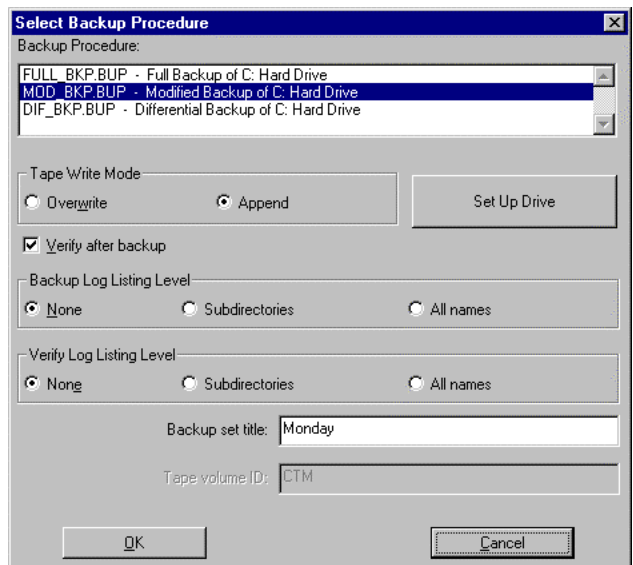 Select Backup Procedure
Backup Procedure:
FULL_BKP.BUP - Full Backup of C: Hard Drive
MOD_BKP.BUP - Modified Backup of C: Hard Drive
DIF_BKP.BUP - Differential Backup of C: Hard Drive
Tape Write Mode
Overwrite Append Set Up Drive
Verify after backup
Backup Log Listing Level
None Subdirectories All names
Verify Log Listing Level
None Subdirectories All names
Backup set title: Monday
Tape volume ID: CTM
OK Cancel